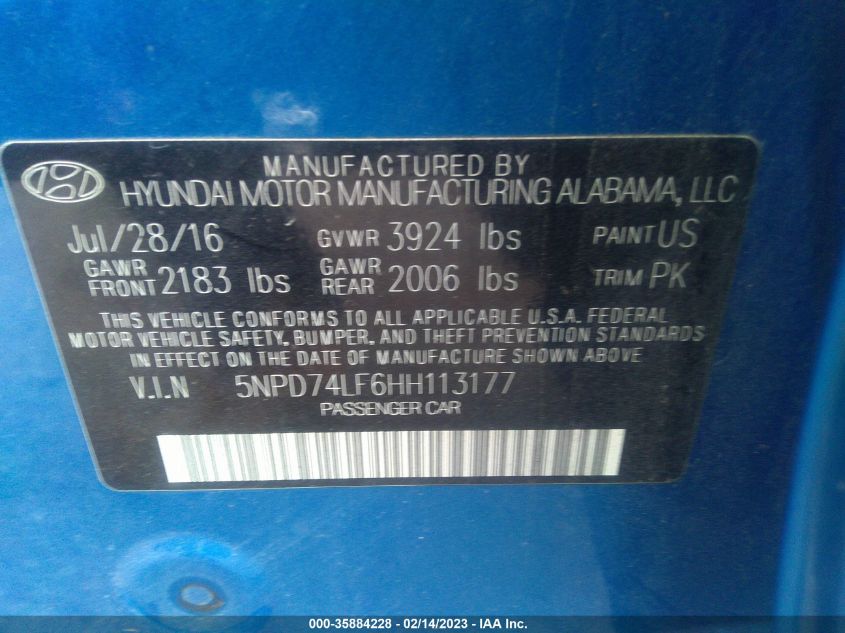 MANUFACTURED BY
HYUNDAI MOTOR MANUFACTURING ALABAMA, LLC
Jul/28/16 GVWR 3924 lbs PAINT US
GAWR FRONT 2183 lbs GAWR REAR 2006 lbs TRIM PK
THIS VEHICLE CONFORMS TO ALL APPLICABLE U.S.A. FEDERAL
MOTOR VEHICLE SAFETY, BUMPER, AND THEFT PREVENTION STANDARDS
IN EFFECT ON THE DATE OF MANUFACTURE SHOWN ABOVE
V.I.N 5NPD74LF6HH113177
PASSENGER CAR
000-35884228 - 02/14/2023 - IAA Inc.